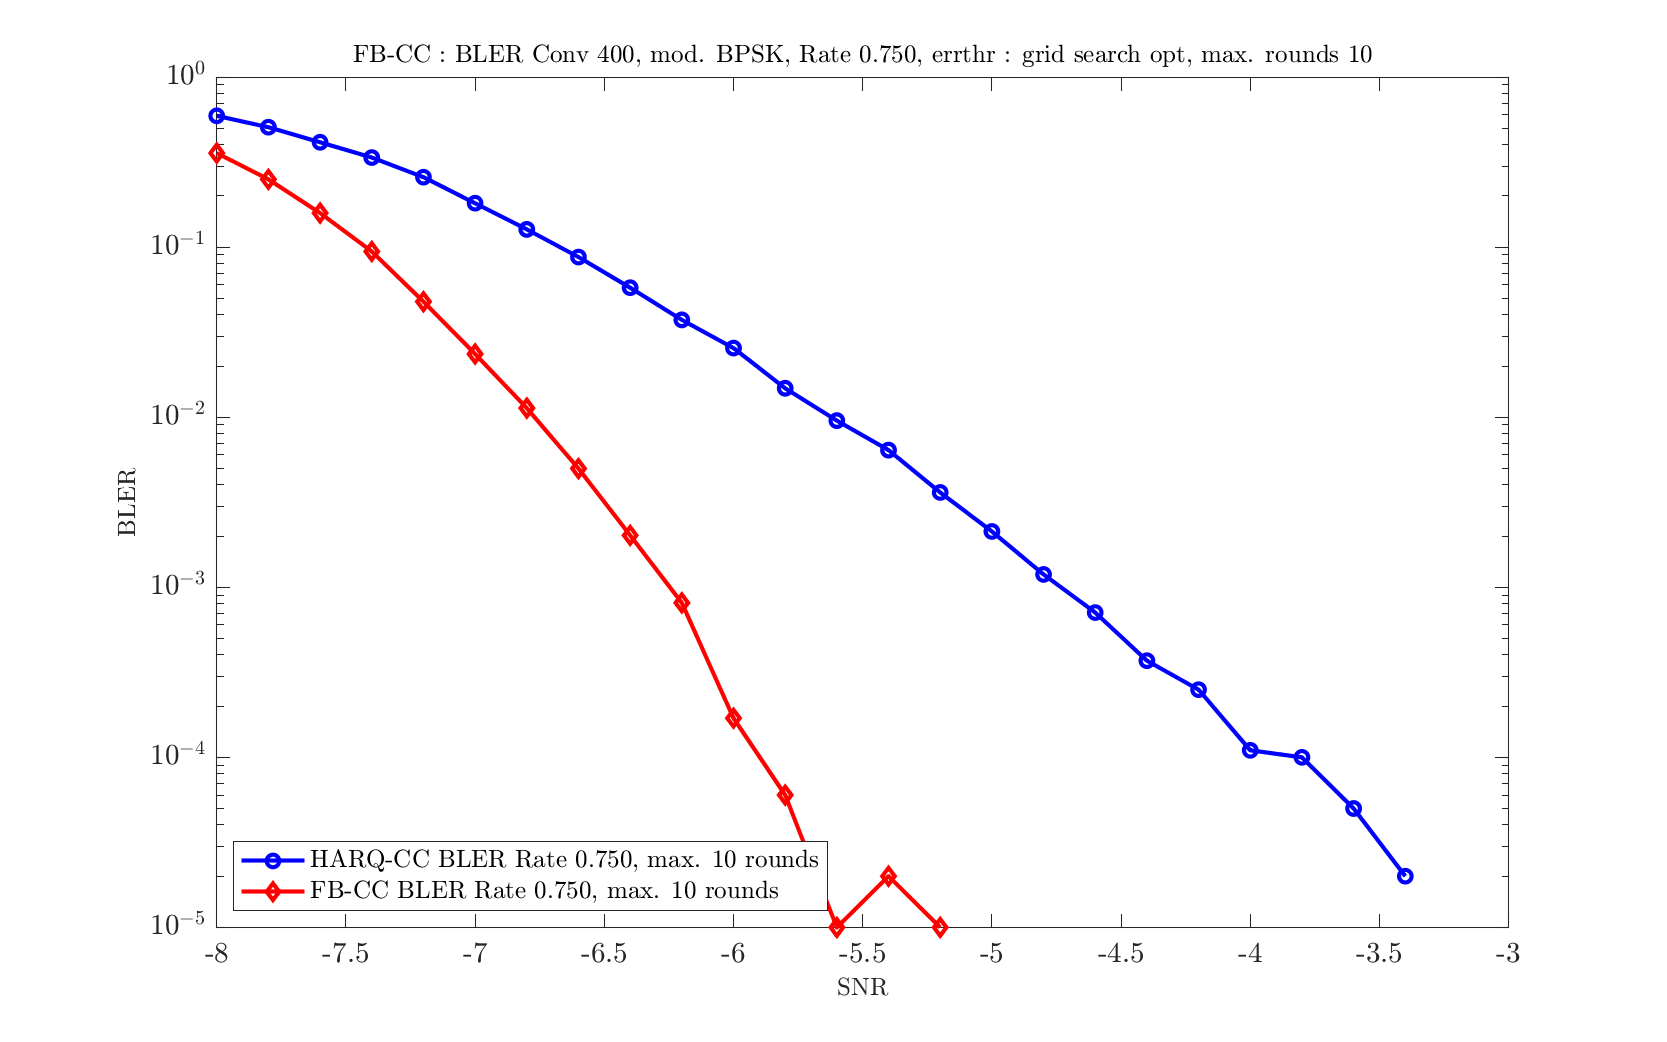 FB-CC : BLER Conv 400, mod. BPSK, Rate 0.750, errthr : grid search opt, max. rounds 10
10^0
10^-1
10^-2
10^-3
10^-4
10^-5
BLER
HARQ-CC BLER Rate 0.750, max. 10 rounds
FB-CC BLER Rate 0.750, max. 10 rounds
-8 -7.5 -7 -6.5 -6 -5.5 -5 -4.5 -4 -3.5 -3
SNR